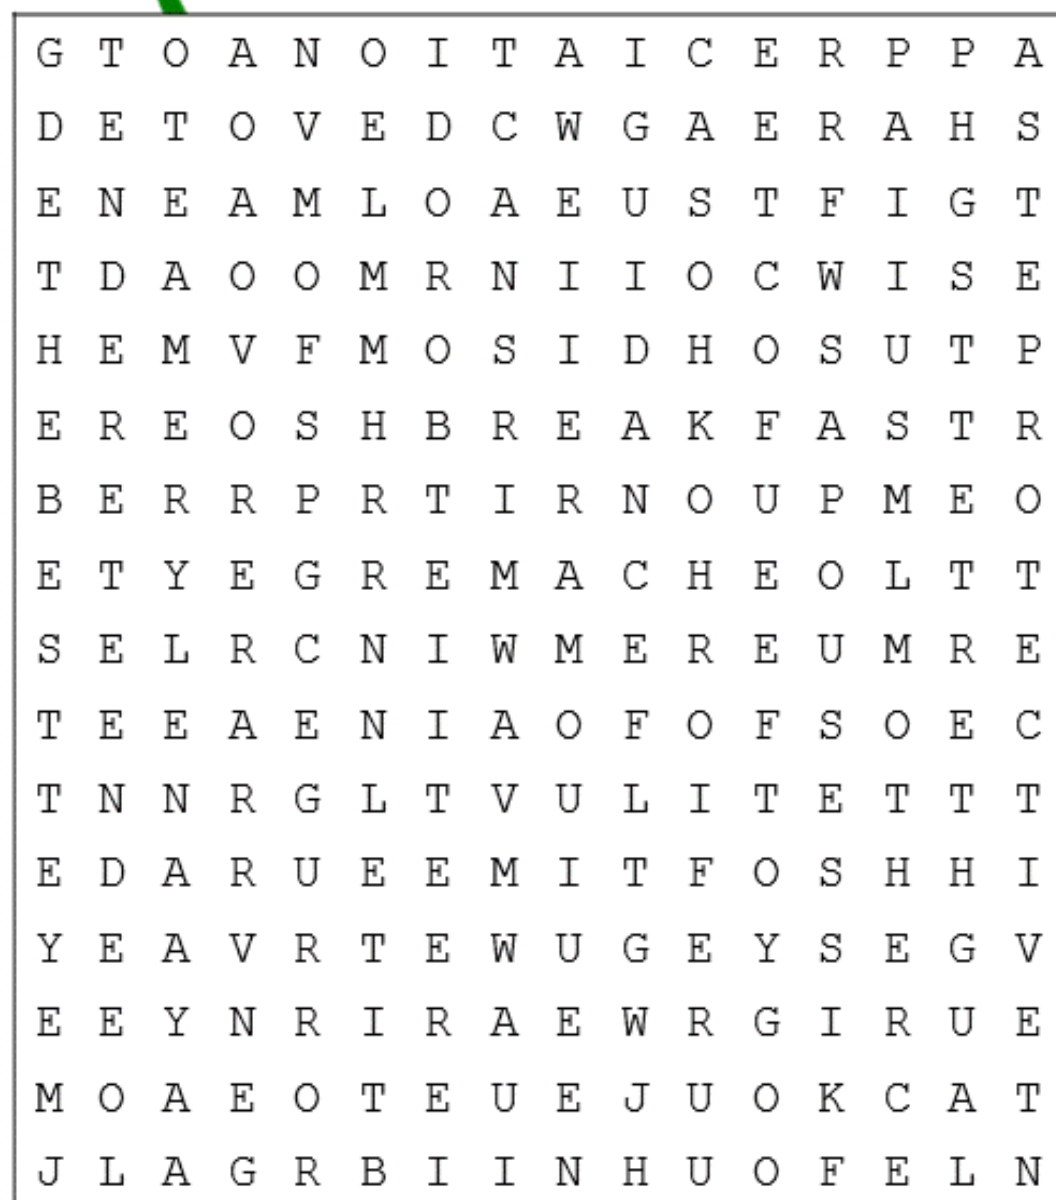 G T O A N O I T A I C E R P P A
D E T O V E D C W G A E R A H S
E N E A M L O A E U S T F I G T
T D A O O M R N I I O C W I S E
H E M V F M O S I D H O S U T P
E R E O S H B R E A K F A S T R
B E R R P R T I R N O U P M E O
E T Y E G R E M A C H E O L T T
S E L R C N I W M E R E U M R E
T E E A E N I A O F O F S O E C
T N N R G L T V U L I T E T T T
E D A R U E E M I T F O S H H I
Y E A V R T E W U G E Y S E G V
E E Y N R I R A E W R G I R U E
M O A E O T E U E J U O K C A T
J L A G R B I I N H U O F E L N